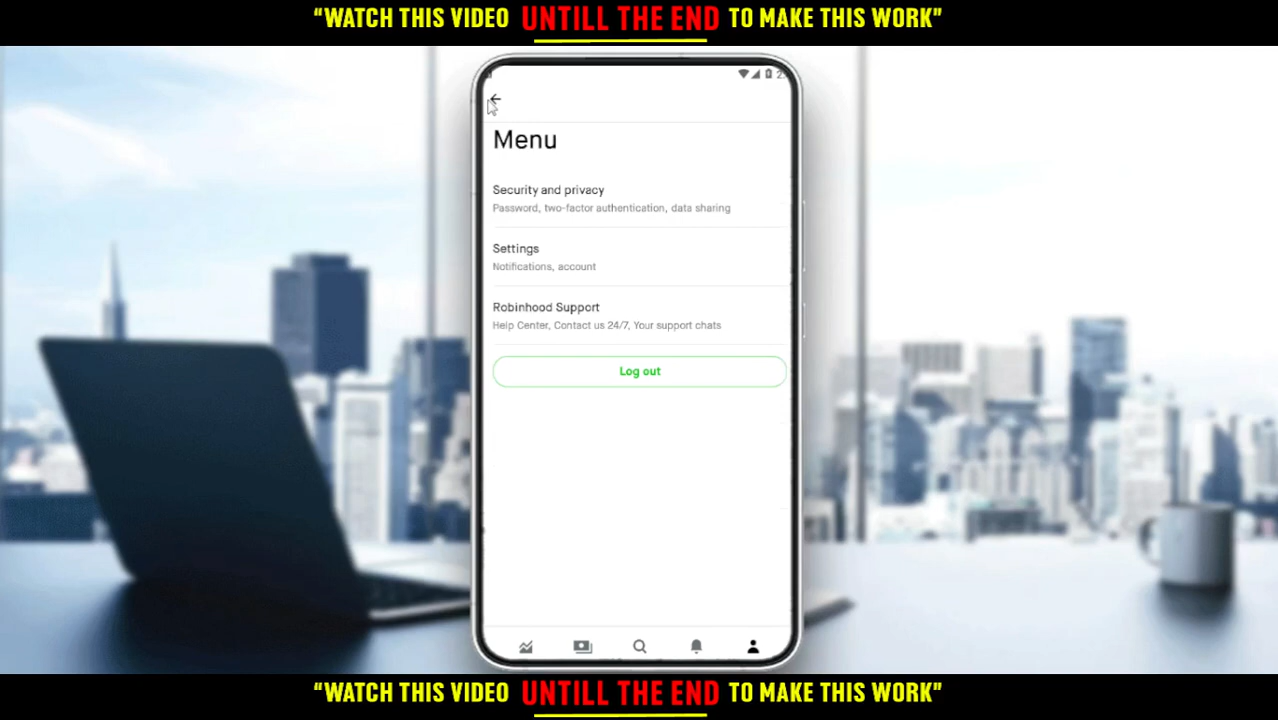 “WATCH THIS VIDEO UNTILL THE END TO MAKE THIS WORK”
Menu
Security and privacy
Password, two-factor authentication, data sharing
Settings
Notifications, account
Robinhood Support
Help Center, Contact us 24/7, Your support chats
Log out
“WATCH THIS VIDEO UNTILL THE END TO MAKE THIS WORK”